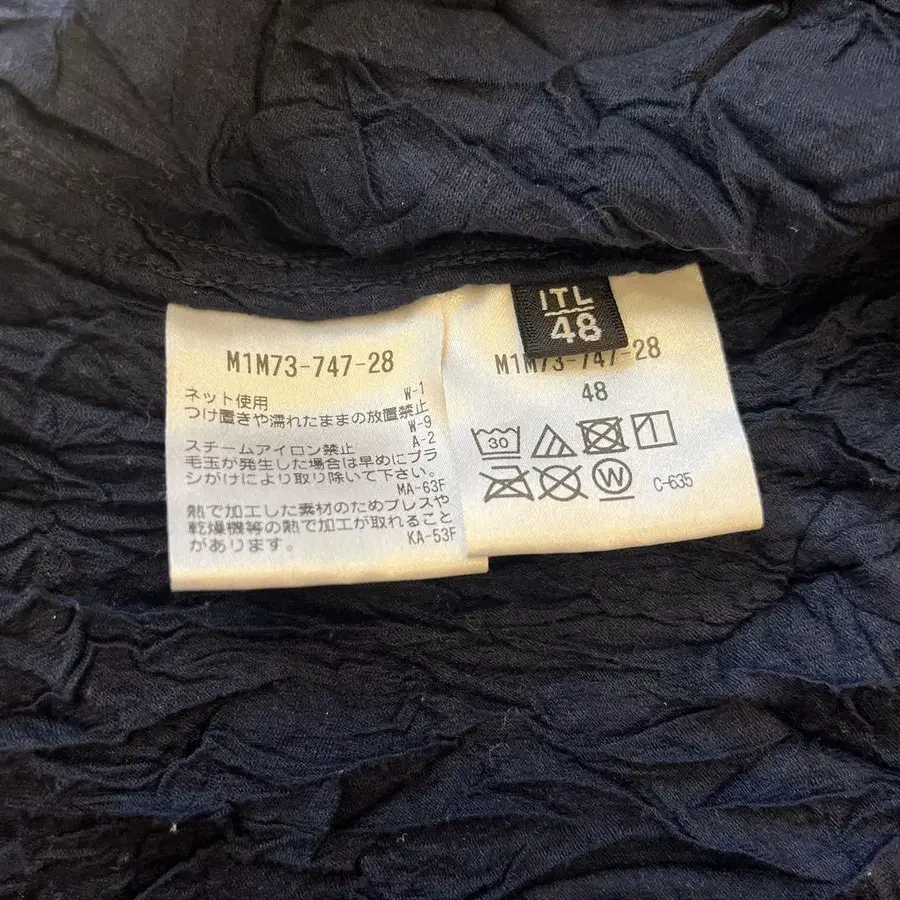 M1M73-747-28
ネット使用 W-1
つけ置きや濡れたままの放置禁止
W-9
スチームアイロン禁止 A-2
毛玉が発生した場合は早めにブラ
シがけにより取り除いて下さい。
MA-63F
熱で加工した素材のためプレスや
乾燥機等の熱で加工が取れること
があります。 KA-53F
ITL
48
M1M73-747-28
48
30
W C-635